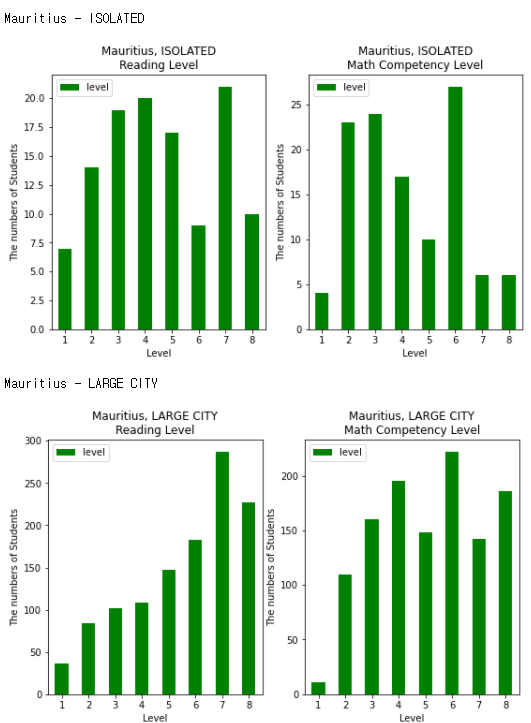 Mauritius - ISOLATED
Mauritius, ISOLATED
Reading Level
level
The numbers of Students
20.0
17.5
15.0
12.5
10.0
7.5
5.0
2.5
0.0
1 2 3 4 5 6 7 8
Level
Mauritius, ISOLATED
Math Competency Level
level
The numbers of Students
25
20
15
10
5
0
1 2 3 4 5 6 7 8
Level
Mauritius - LARGE CITY
Mauritius, LARGE CITY
Reading Level
level
The numbers of Students
300
250
200
150
100
50
0
1 2 3 4 5 6 7 8
Level
Mauritius, LARGE CITY
Math Competency Level
level
The numbers of Students
200
150
100
50
0
1 2 3 4 5 6 7 8
Level